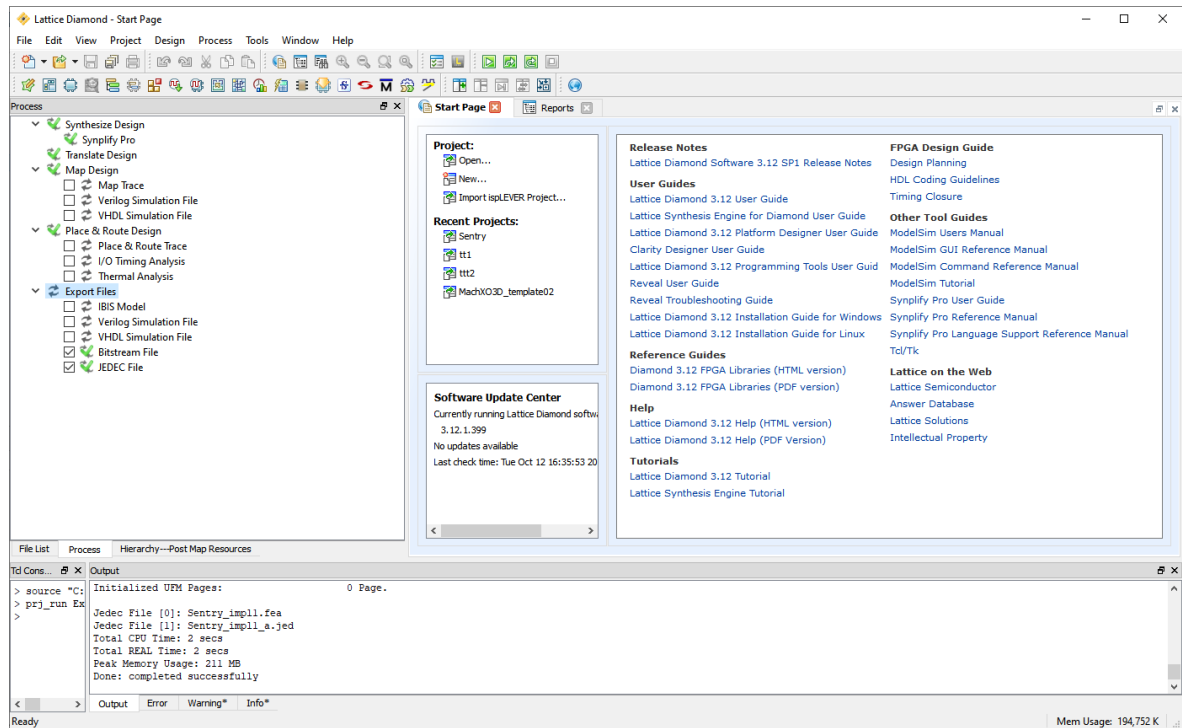 Lattice Diamond - Start Page
File Edit View Project Design Process Tools Window Help
Process
Start Page
Reports
Synthesize Design
Synplify Pro
Translate Design
Map Design
Map Trace
Verilog Simulation File
VHDL Simulation File
Place & Route Design
Place & Route Trace
I/O Timing Analysis
Thermal Analysis
Export Files
IBIS Model
Verilog Simulation File
VHDL Simulation File
Bitstream File
JEDEC File
File List Process Hierarchy---Post Map Resources
Project:
Open...
New...
Import ispLEVER Project...
Recent Projects:
Sentry
tt1
ttt2
MachXO3D_template02
Software Update Center
Currently running Lattice Diamond softwa
3.12.1.399
No updates available
Last check time: Tue Oct 12 16:35:53 20
Release Notes
Lattice Diamond Software 3.12 SP1 Release Notes
User Guides
Lattice Diamond 3.12 User Guide
Lattice Synthesis Engine for Diamond User Guide
Lattice Diamond 3.12 Platform Designer User Guide
Clarity Designer User Guide
Lattice Diamond 3.12 Programming Tools User Guid
Reveal User Guide
Reveal Troubleshooting Guide
Lattice Diamond 3.12 Installation Guide for Windows
Lattice Diamond 3.12 Installation Guide for Linux
Reference Guides
Diamond 3.12 FPGA Libraries (HTML version)
Diamond 3.12 FPGA Libraries (PDF version)
Help
Lattice Diamond 3.12 Help (HTML version)
Lattice Diamond 3.12 Help (PDF Version)
Tutorials
Lattice Diamond 3.12 Tutorial
Lattice Synthesis Engine Tutorial
FPGA Design Guide
Design Planning
HDL Coding Guidelines
Timing Closure
Other Tool Guides
ModelSim Users Manual
ModelSim GUI Reference Manual
ModelSim Command Reference Manual
ModelSim Tutorial
Synplify Pro User Guide
Synplify Pro Reference Manual
Synplify Pro Language Support Reference Manual
Tcl/Tk
Lattice on the Web
Lattice Semiconductor
Answer Database
Lattice Solutions
Intellectual Property
Tcl Cons...
> source "C:
> prj_run Ex
>
Output
Initialized UFM Pages: 0 Page.
Jedec File [0]: Sentry_impl1.fea
Jedec File [1]: Sentry_impl1_a.jed
Total CPU Time: 2 secs
Total REAL Time: 2 secs
Peak Memory Usage: 211 MB
Done: completed successfully
Output Error Warning* Info*
Ready
Mem Usage: 194,752 K